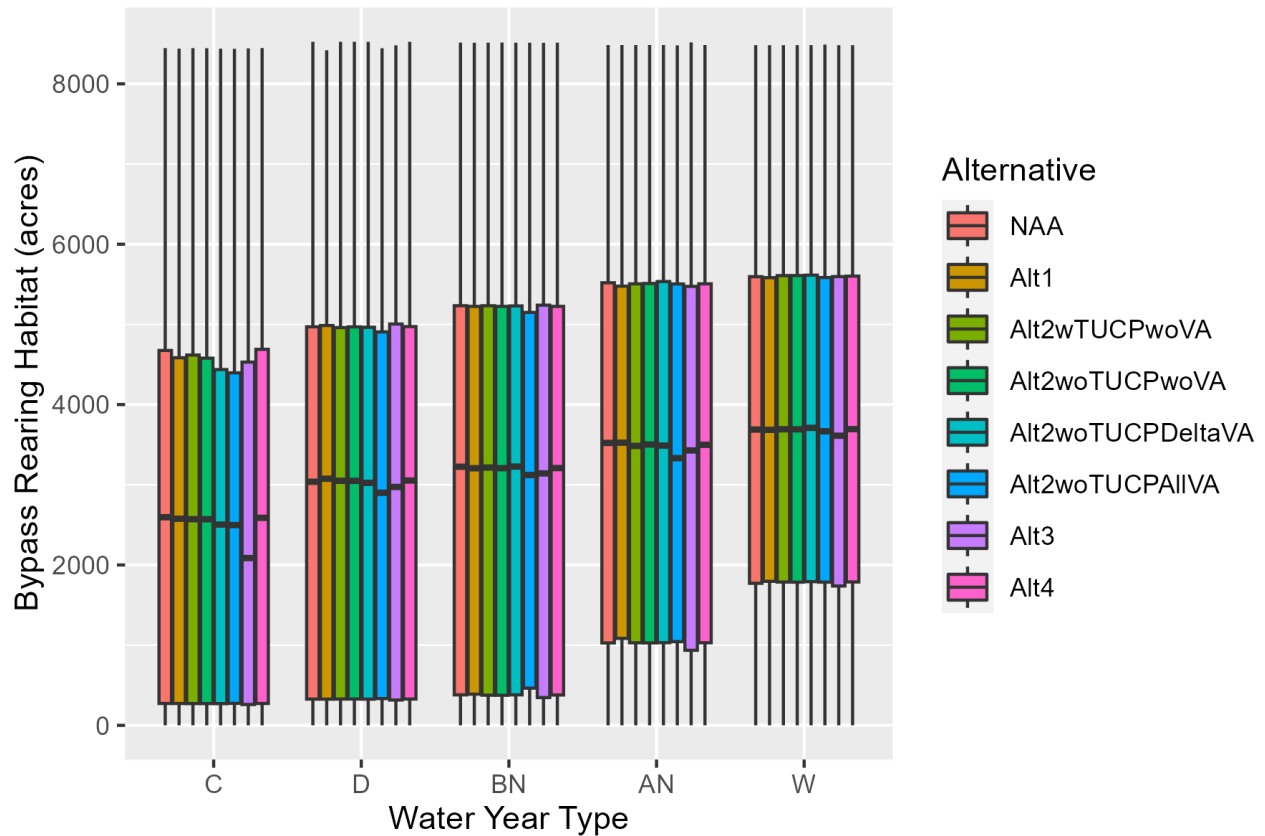 8000
6000
4000
2000
0
Bypass Rearing Habitat (acres)
C D BN AN W
Water Year Type
Alternative
NAA
Alt1
Alt2wTUCPwoVA
Alt2woTUCPwoVA
Alt2woTUCPDeltaVA
Alt2woTUCPAllVA
Alt3
Alt4